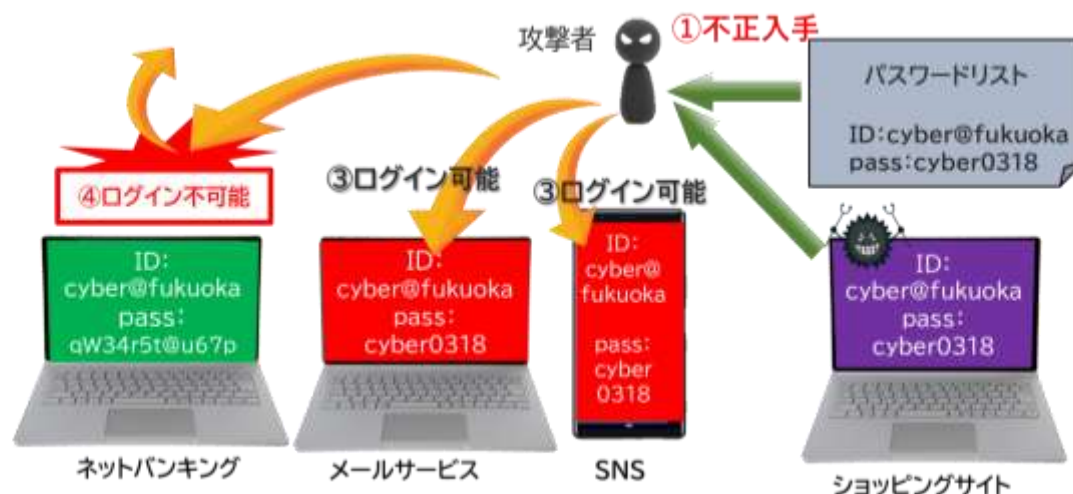 攻撃者
①不正入手
パスワードリスト
ID:cyber@fukuoka
pass:cyber0318
④ログイン不可能
③ログイン可能
③ログイン可能
ID:
cyber@fukuoka
pass:
qW34r5t@u67p
ID:
cyber@fukuoka
pass:
cyber0318
ID:
cyber@
fukuoka
pass:
cyber
0318
ID:
cyber@fukuoka
pass:
cyber0318
ネットバンキング
メールサービス
SNS
ショッピングサイト